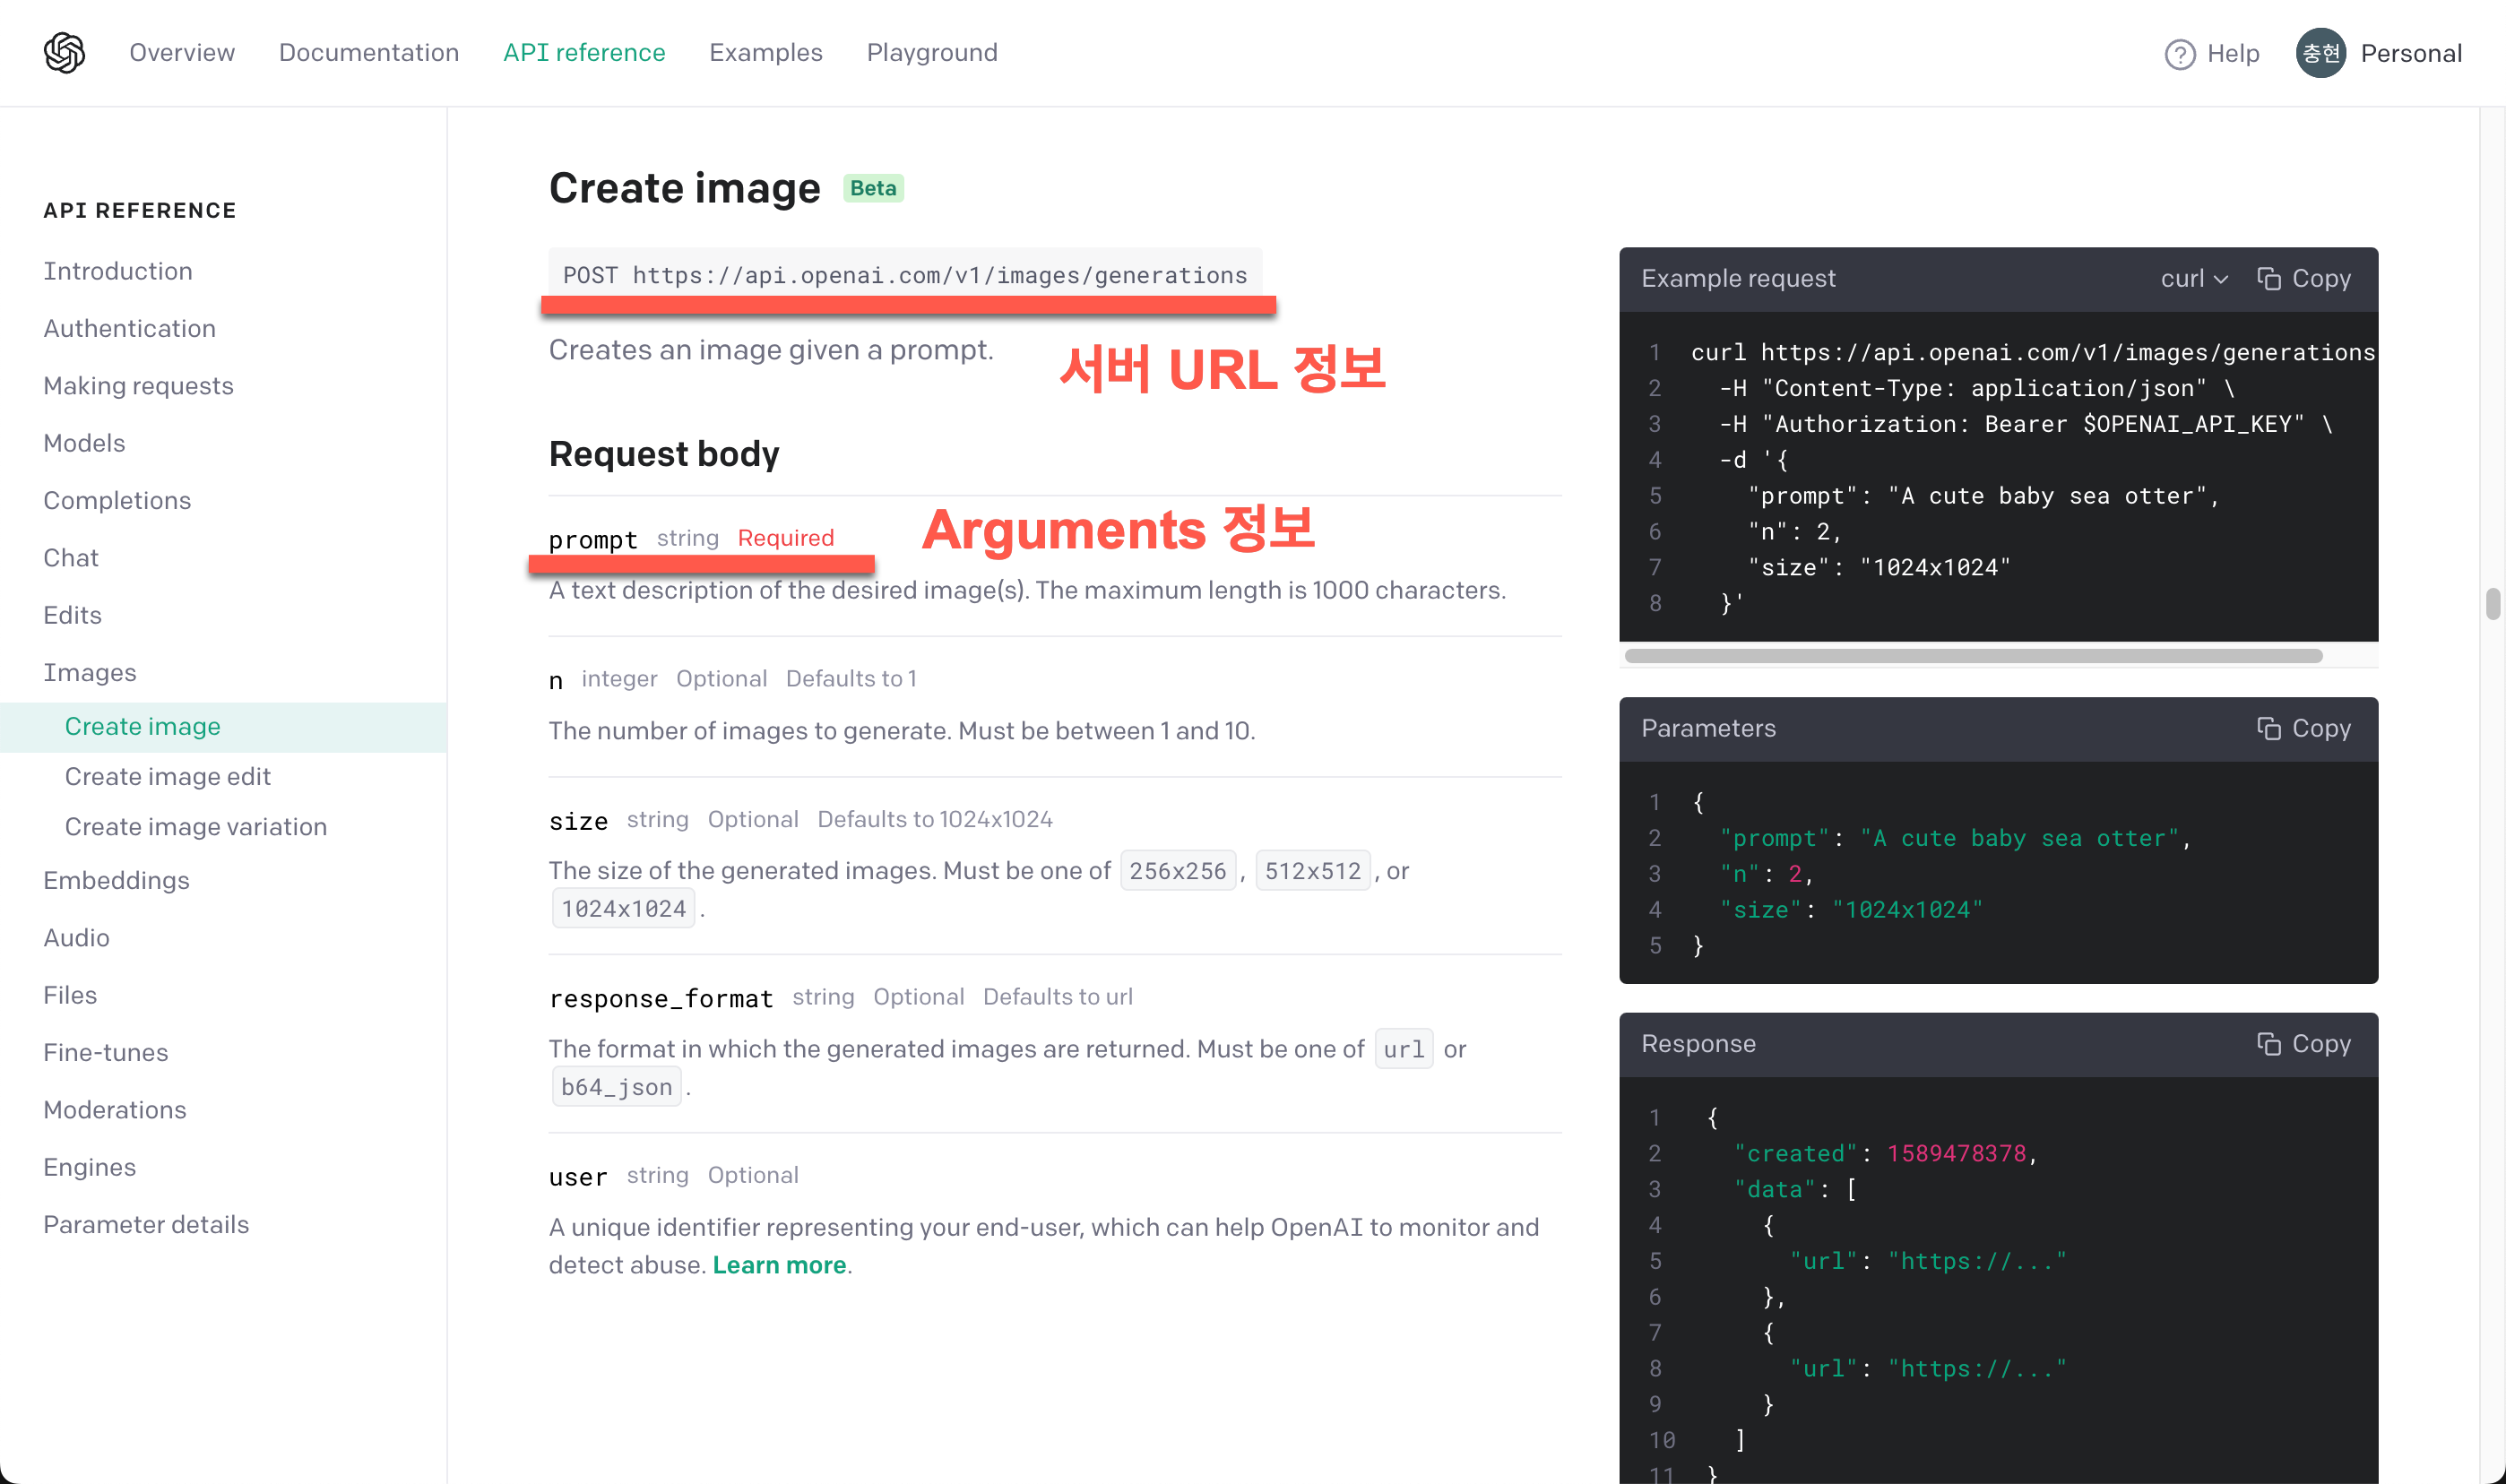 Overview Documentation API reference Examples Playground Help 충현 Personal
API REFERENCE
Introduction
Authentication
Making requests
Models
Completions
Chat
Edits
Images
Create image
Create image edit
Create image variation
Embeddings
Audio
Files
Fine-tunes
Moderations
Engines
Parameter details
Create image Beta
POST https://api.openai.com/v1/images/generations
Creates an image given a prompt.
서버 URL 정보
Request body
prompt string Required
Arguments 정보
A text description of the desired image(s). The maximum length is 1000 characters.
n integer Optional Defaults to 1
The number of images to generate. Must be between 1 and 10.
size string Optional Defaults to 1024x1024
The size of the generated images. Must be one of 256x256, 512x512, or
1024x1024.
response_format string Optional Defaults to url
The format in which the generated images are returned. Must be one of url or
b64_json.
user string Optional
A unique identifier representing your end-user, which can help OpenAI to monitor and
detect abuse. Learn more.
Example request curl Copy
1 curl https://api.openai.com/v1/images/generations
2 -H "Content-Type: application/json" \
3 -H "Authorization: Bearer $OPENAI_API_KEY" \
4 -d '{
5 "prompt": "A cute baby sea otter",
6 "n": 2,
7 "size": "1024x1024"
8 }'
Parameters Copy
1 {
2 "prompt": "A cute baby sea otter",
3 "n": 2,
4 "size": "1024x1024"
5 }
Response Copy
1 {
2 "created": 1589478378,
3 "data": [
4 {
5 "url": "https://..."
6 },
7 {
8 "url": "https://..."
9 }
10 ]
11 }